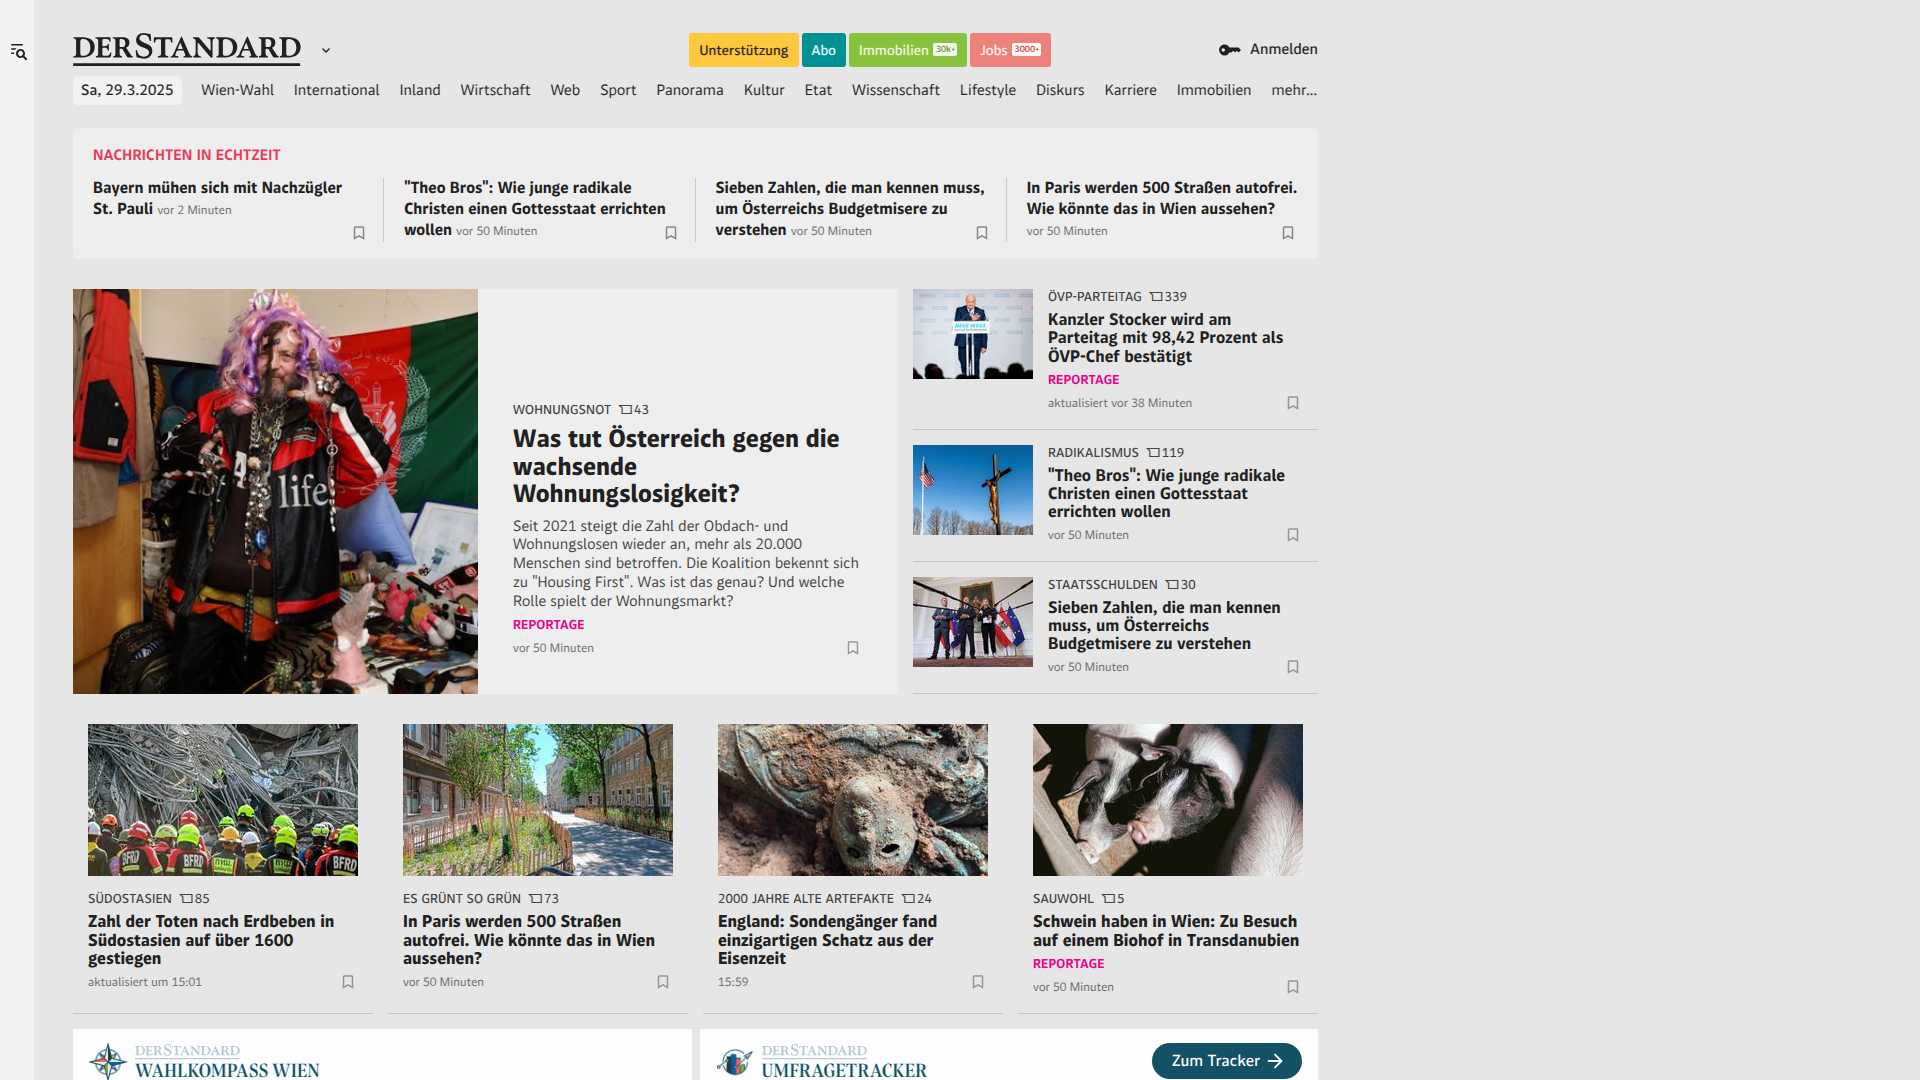 DERSTANDARD
Unterstützung
Abo
Immobilien 30k+
Jobs 3000+
Anmelden
Sa, 29.3.2025
Wien-Wahl
International
Inland
Wirtschaft
Web
Sport
Panorama
Kultur
Etat
Wissenschaft
Lifestyle
Diskurs
Karriere
Immobilien
mehr...
NACHRICHTEN IN ECHTZEIT
Bayern mühen sich mit Nachzügler
St. Pauli vor 2 Minuten
"Theo Bros": Wie junge radikale
Christen einen Gottesstaat errichten
wollen vor 50 Minuten
Sieben Zahlen, die man kennen muss,
um Österreichs Budgetmisere zu
verstehen vor 50 Minuten
In Paris werden 500 Straßen autofrei.
Wie könnte das in Wien aussehen?
vor 50 Minuten
life
WOHNUNGSNOT 43
Was tut Österreich gegen die
wachsende
Wohnungslosigkeit?
Seit 2021 steigt die Zahl der Obdach- und
Wohnungslosen wieder an, mehr als 20.000
Menschen sind betroffen. Die Koalition bekennt sich
zu "Housing First". Was ist das genau? Und welche
Rolle spielt der Wohnungsmarkt?
REPORTAGE
vor 50 Minuten
ÖVP-PARTEITAG 339
Kanzler Stocker wird am
Parteitag mit 98,42 Prozent als
ÖVP-Chef bestätigt
REPORTAGE
aktualisiert vor 38 Minuten
RADIKALISMUS 119
"Theo Bros": Wie junge radikale
Christen einen Gottesstaat
errichten wollen
vor 50 Minuten
STAATSSCHULDEN 30
Sieben Zahlen, die man kennen
muss, um Österreichs
Budgetmisere zu verstehen
vor 50 Minuten
BFRD
BFRD
BFRD
SÜDOSTASIEN 85
Zahl der Toten nach Erdbeben in
Südostasien auf über 1600
gestiegen
aktualisiert um 15:01
ES GRÜNT SO GRÜN 73
In Paris werden 500 Straßen
autofrei. Wie könnte das in Wien
aussehen?
vor 50 Minuten
2000 JAHRE ALTE ARTEFAKTE 24
England: Sondengänger fand
einzigartigen Schatz aus der
Eisenzeit
15:59
SAUWOHL 5
Schwein haben in Wien: Zu Besuch
auf einem Biohof in Transdanubien
REPORTAGE
vor 50 Minuten
DERSTANDARD
WAHLKOMPASS WIEN
DERSTANDARD
UMFRAGETRACKER
Zum Tracker